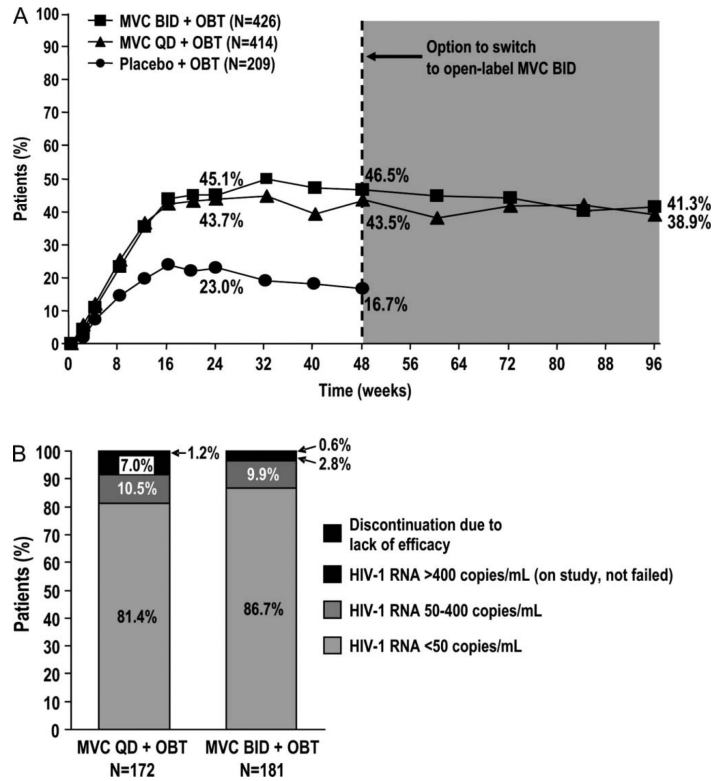 A
MVC BID + OBT (N=426)
MVC QD + OBT (N=414)
Placebo + OBT (N=209)
Option to switch
to open-label MVC BID
Patients (%)
100
90
80
70
60
50
40
30
20
10
0
45.1%
43.7%
23.0%
46.5%
43.5%
16.7%
41.3%
38.9%
0 8 16 24 32 40 48 56 64 72 80 88 96
Time (weeks)
B
Patients (%)
100
90
80
70
60
50
40
30
20
10
0
1.2%
7.0%
10.5%
81.4%
0.6%
2.8%
9.9%
86.7%
Discontinuation due to
lack of efficacy
HIV-1 RNA >400 copies/mL (on study, not failed)
HIV-1 RNA 50-400 copies/mL
HIV-1 RNA <50 copies/mL
MVC QD + OBT MVC BID + OBT
N=172 N=181